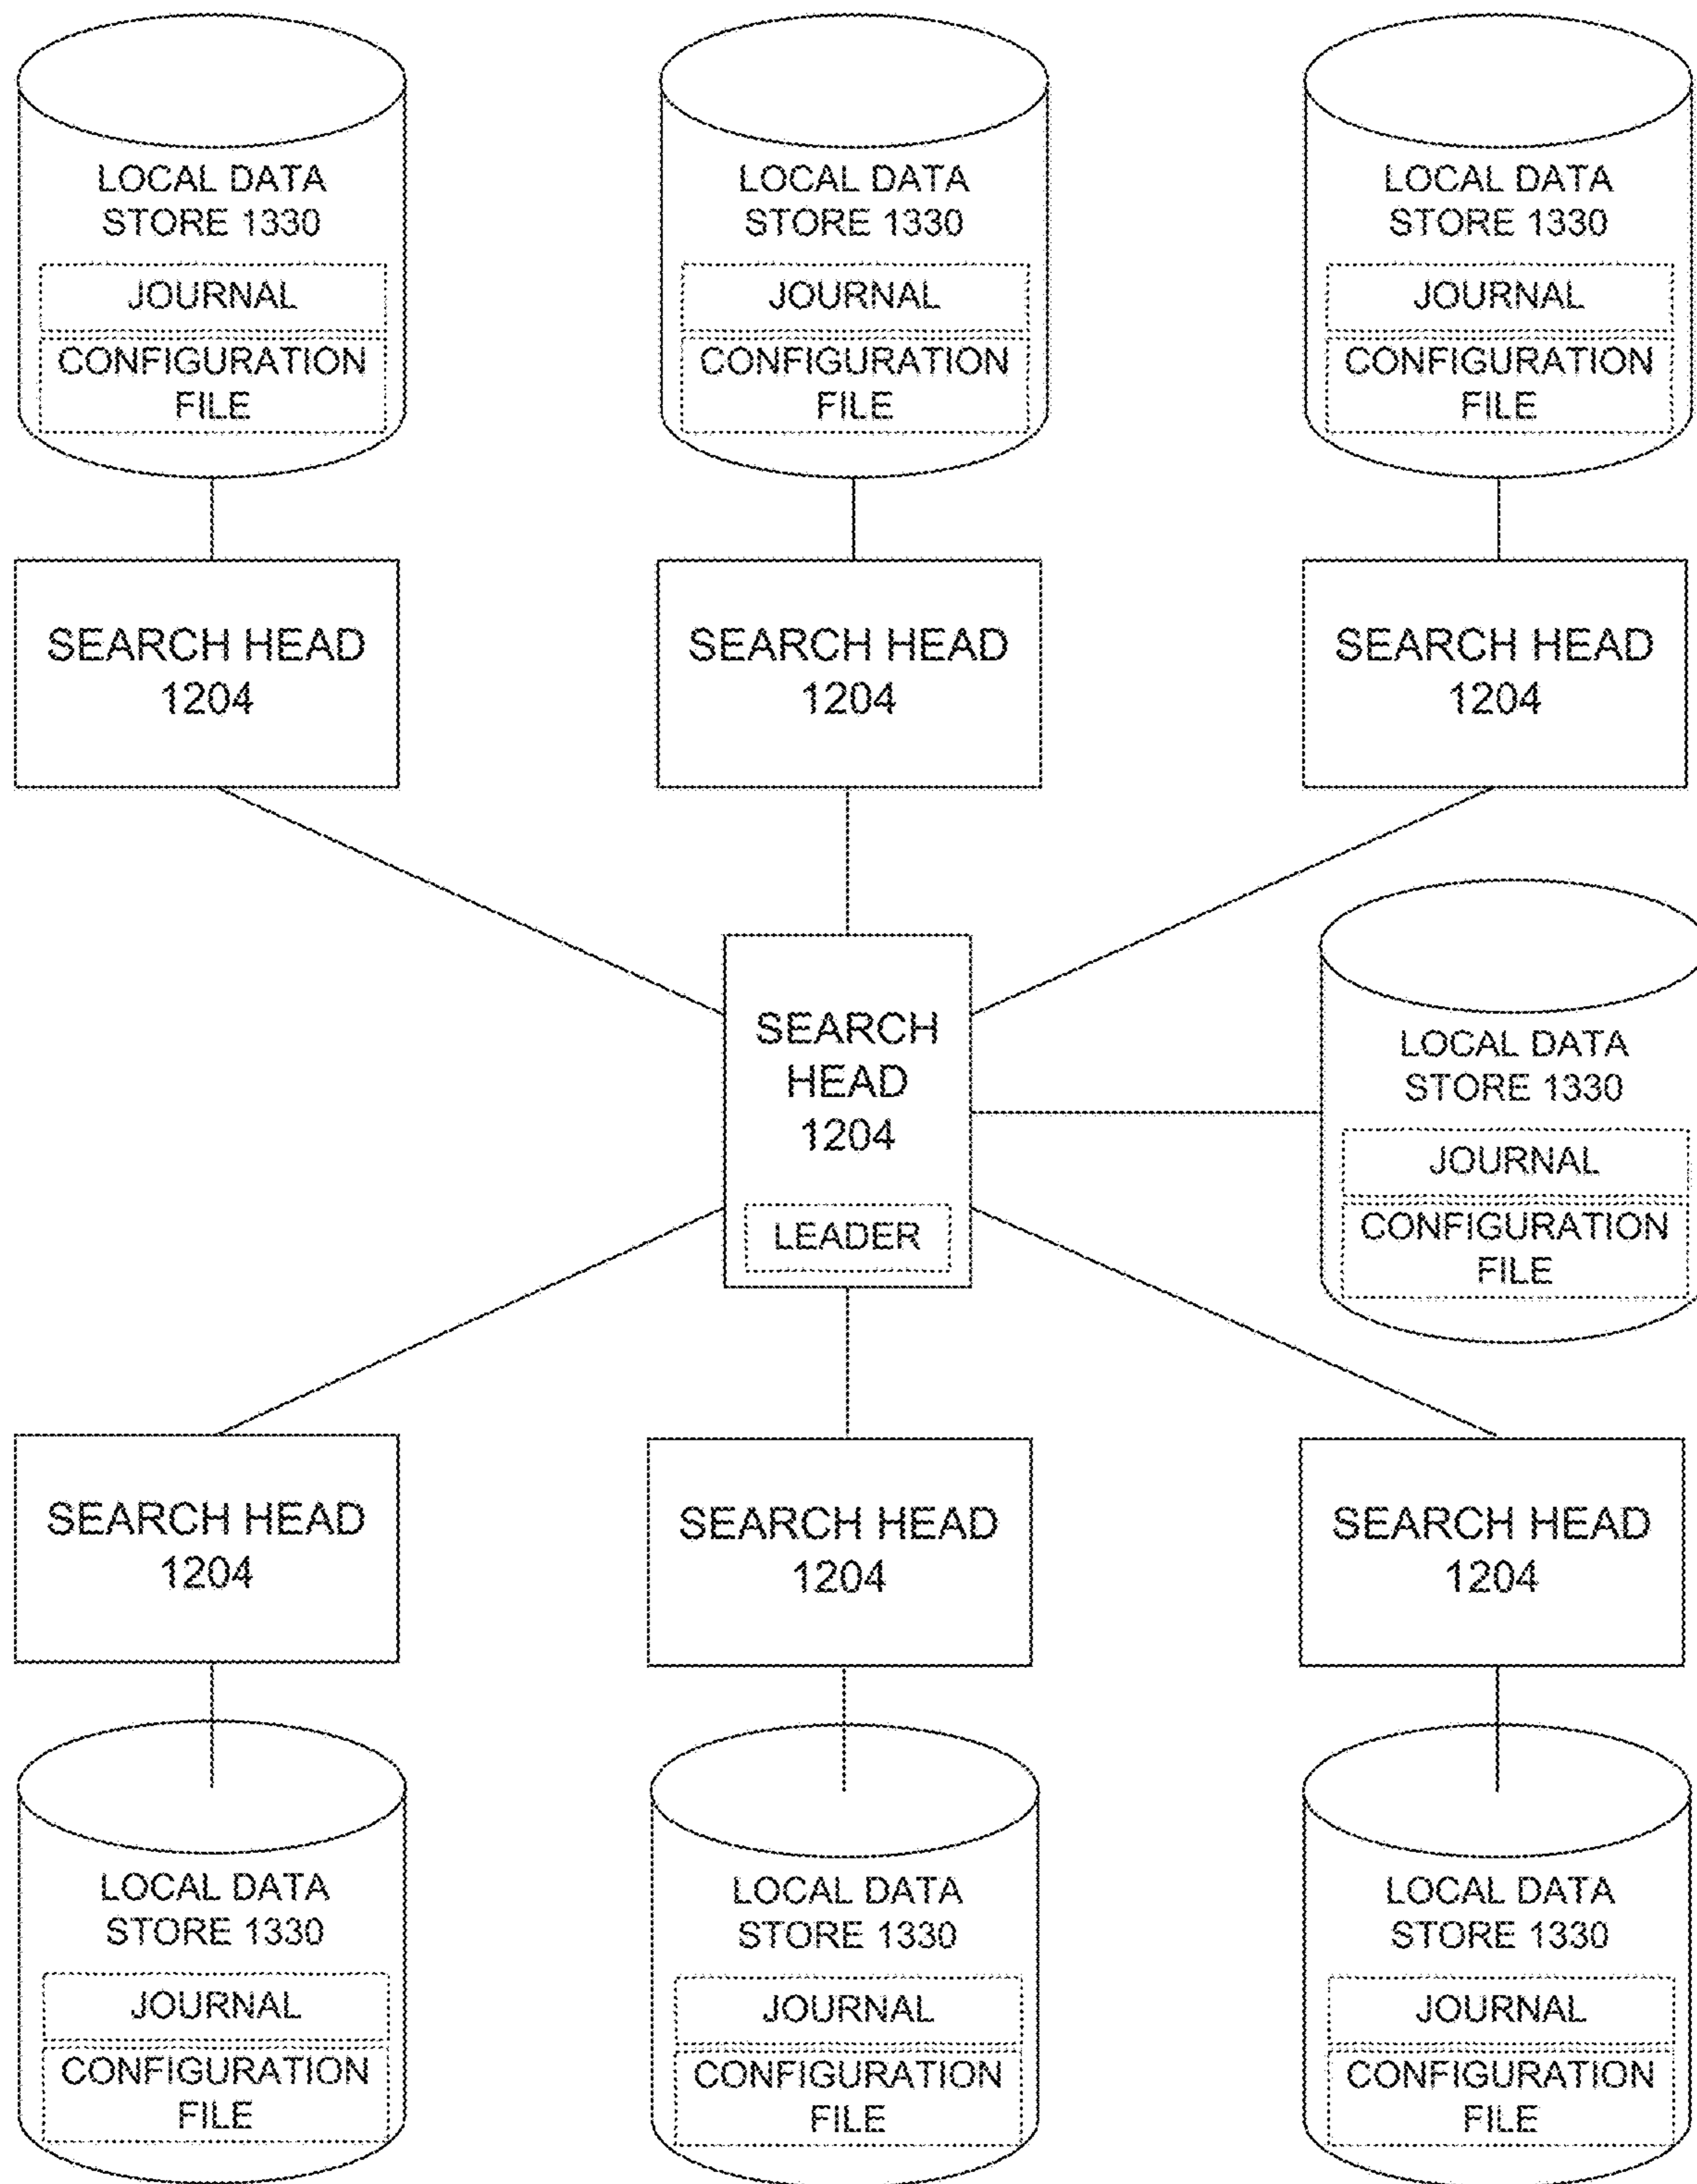 LOCAL DATA
STORE 1330
JOURNAL
CONFIGURATION
FILE
LOCAL DATA
STORE 1330
JOURNAL
CONFIGURATION
FILE
LOCAL DATA
STORE 1330
JOURNAL
CONFIGURATION
FILE
SEARCH HEAD
1204
SEARCH HEAD
1204
SEARCH HEAD
1204
SEARCH
HEAD
1204
LEADER
LOCAL DATA
STORE 1330
JOURNAL
CONFIGURATION
FILE
SEARCH HEAD
1204
SEARCH HEAD
1204
SEARCH HEAD
1204
LOCAL DATA
STORE 1330
JOURNAL
CONFIGURATION
FILE
LOCAL DATA
STORE 1330
JOURNAL
CONFIGURATION
FILE
LOCAL DATA
STORE 1330
JOURNAL
CONFIGURATION
FILE